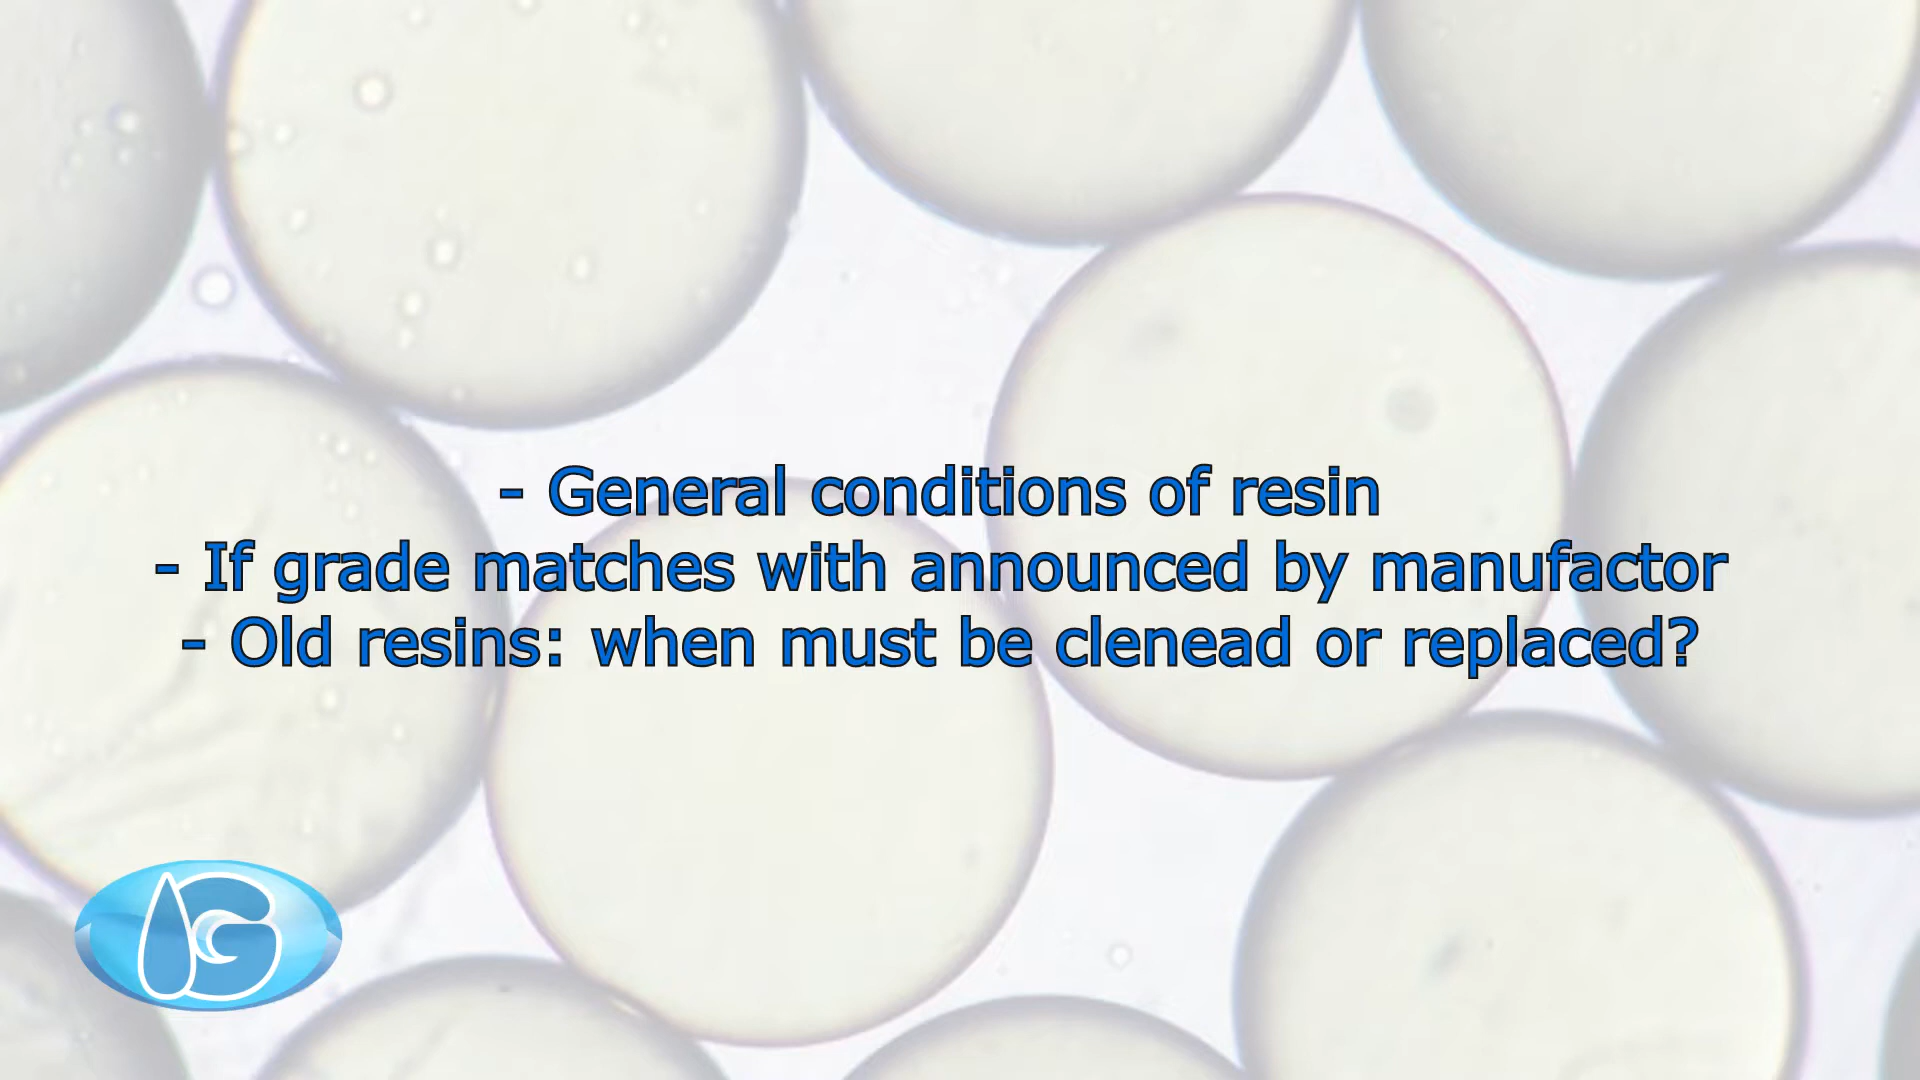 - General conditions of resin
- If grade matches with announced by manufactor
- Old resins: when must be clenead or replaced?